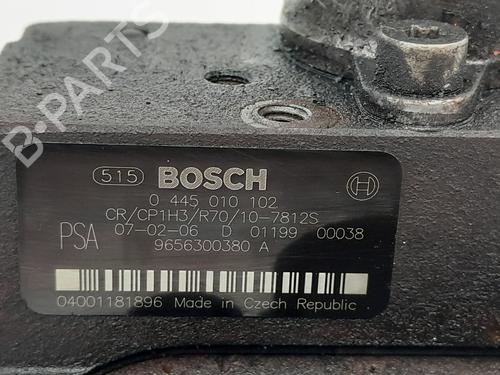 B-PARTS
515 BOSCH
0 445 010 102
CR/CP1H3/R70/10-7812S
PSA 07-02-06 D 01199 00038
9656300380 A
04001181896 Made in Czech Republic